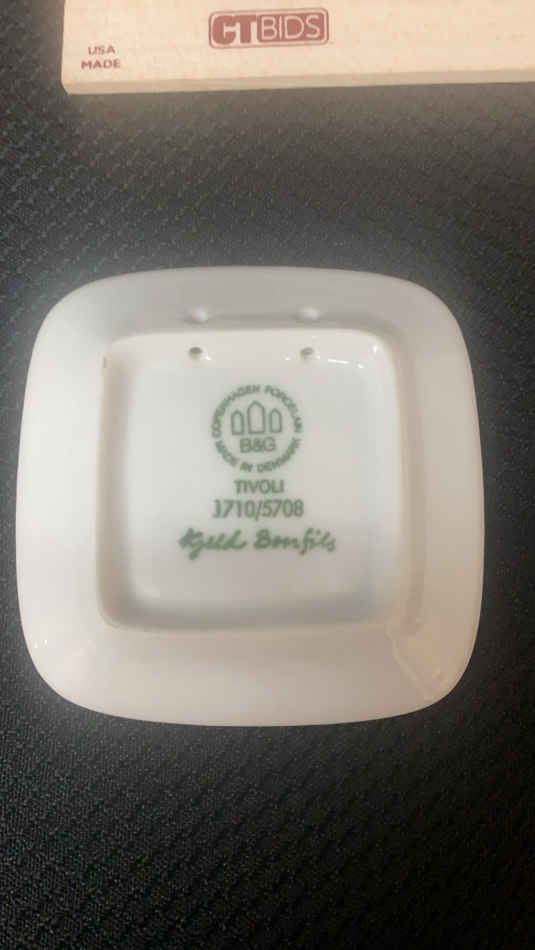 CTBIDS
USA
MADE
COPENHAGEN PORCELAIN
MADE IN DENMARK
B&G
TIVOLI
1710/5708
Kjeld Bonfils